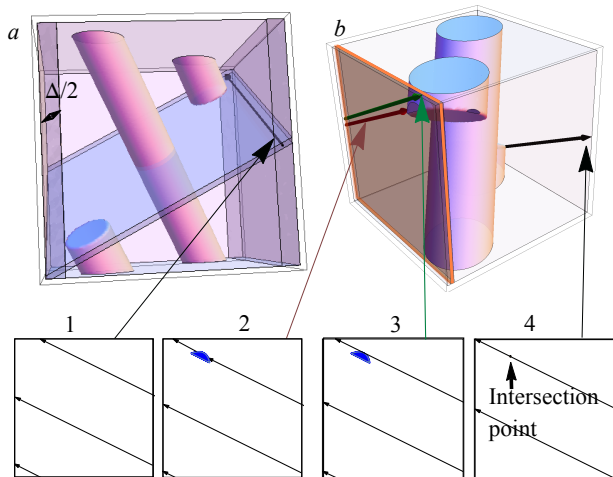 a
b
Δ/2
1
2
3
4
Intersection
point